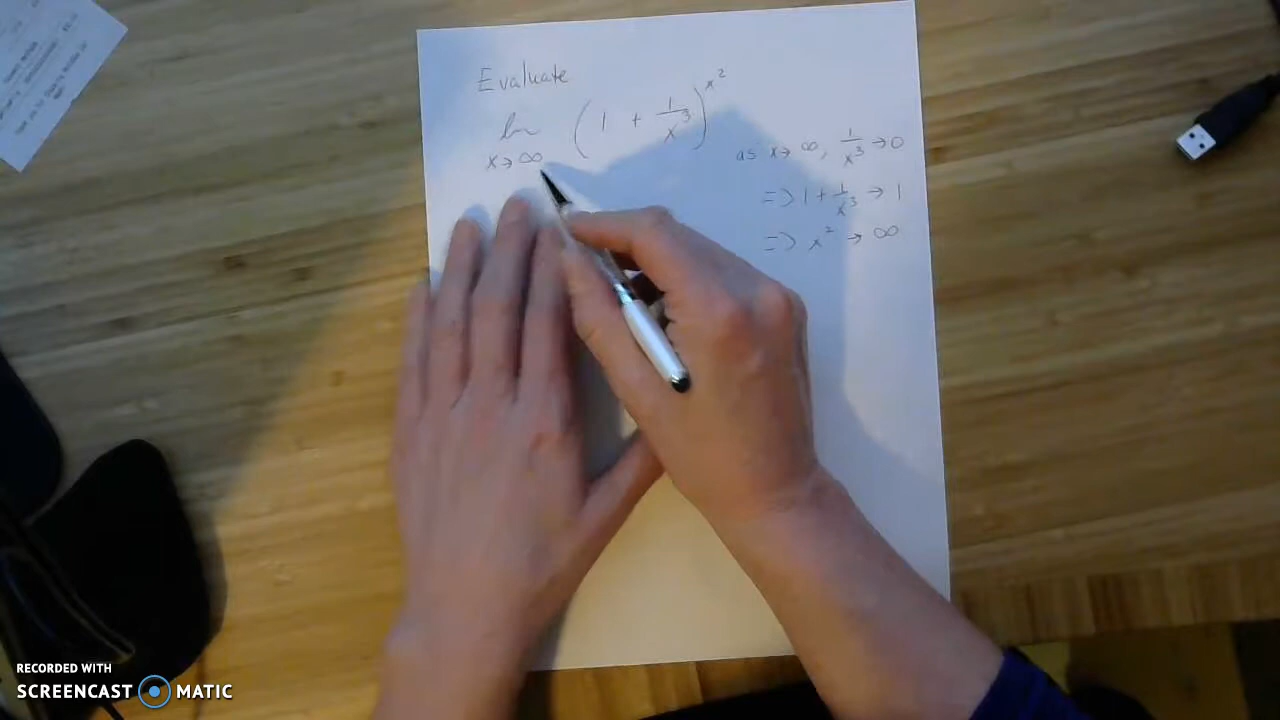 Evaluate
lim (1 + 1/x³)^x²
x→∞
as x→∞, 1/x³ → 0
=> 1 + 1/x³ → 1
=> x² → ∞
RECORDED WITH
SCREENCAST MATIC